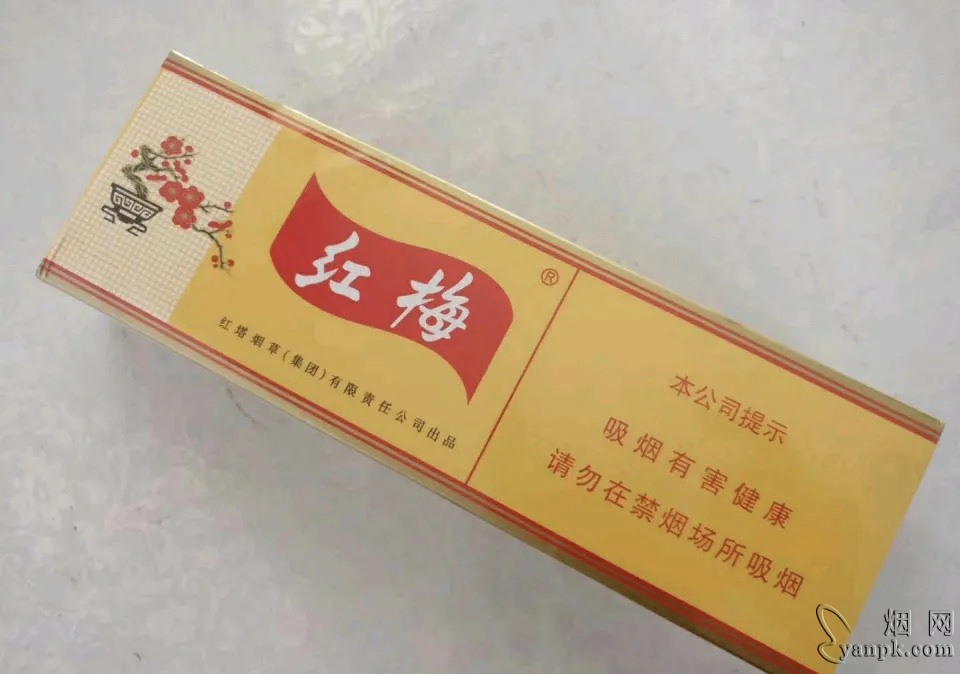 红梅
®
红塔烟草(集团)有限责任公司出品
本公司提示
吸烟有害健康
请勿在禁烟场所吸烟
烟网
yanpk.com